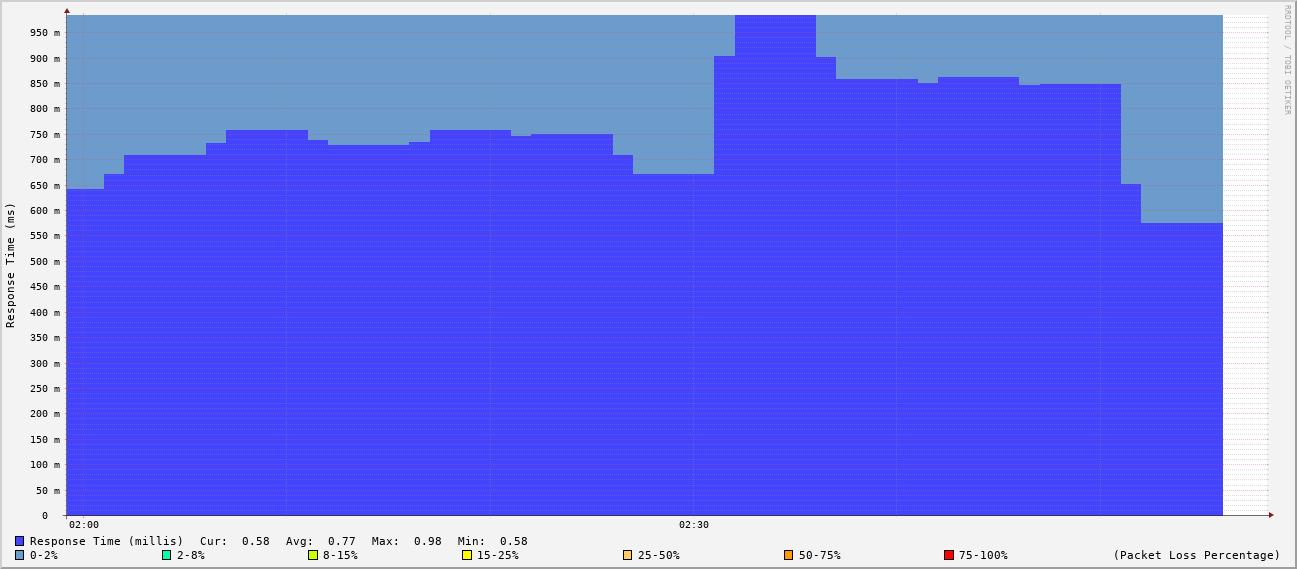 RRDTOOL / TOBI OETIKER
Response Time (ms)
950 m
900 m
850 m
800 m
750 m
700 m
650 m
600 m
550 m
500 m
450 m
400 m
350 m
300 m
250 m
200 m
150 m
100 m
50 m
0
02:00 02:30
Response Time (millis) Cur: 0.58 Avg: 0.77 Max: 0.98 Min: 0.58
0-2% 2-8% 8-15% 15-25% 25-50% 50-75% 75-100% (Packet Loss Percentage)